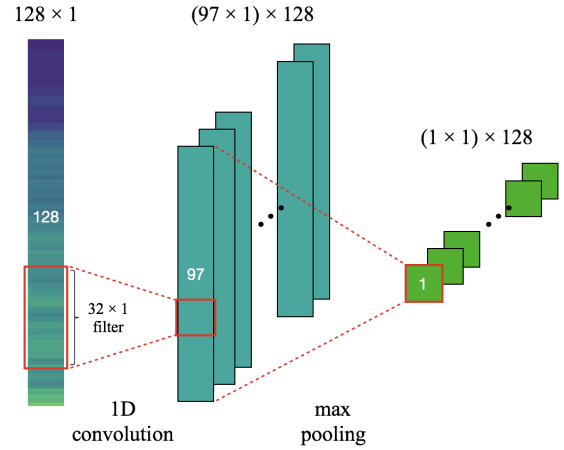 128 × 1
(97 × 1) × 128
(1 × 1) × 128
128
97
1
32 × 1
filter
1D
convolution
max
pooling